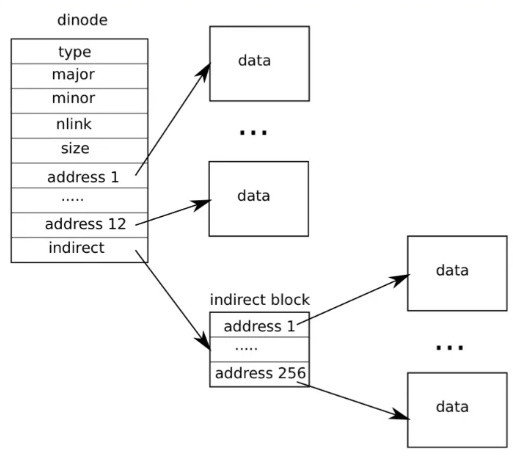 dinode
type
major
minor
nlink
size
address 1
.....
address 12
indirect
data
...
data
indirect block
address 1
.....
address 256
data
...
data